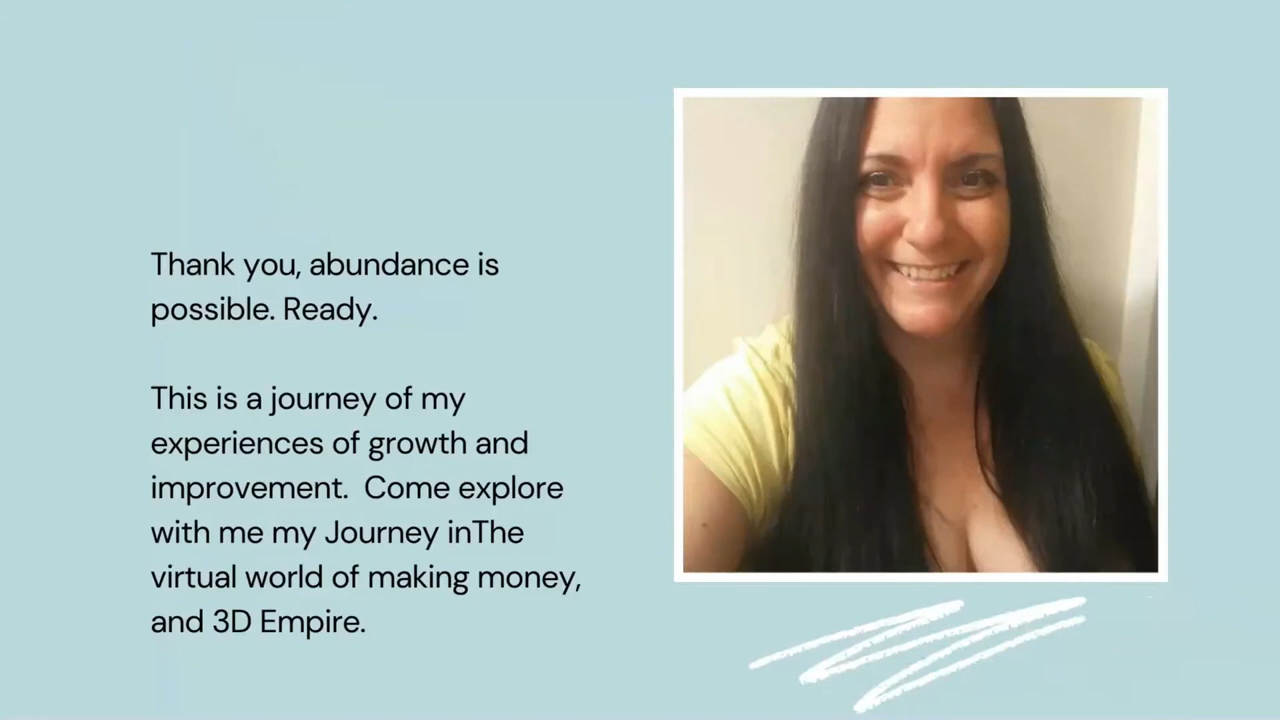 Thank you, abundance is
possible. Ready.
This is a journey of my
experiences of growth and
improvement.  Come explore
with me my Journey inThe
virtual world of making money,
and 3D Empire.